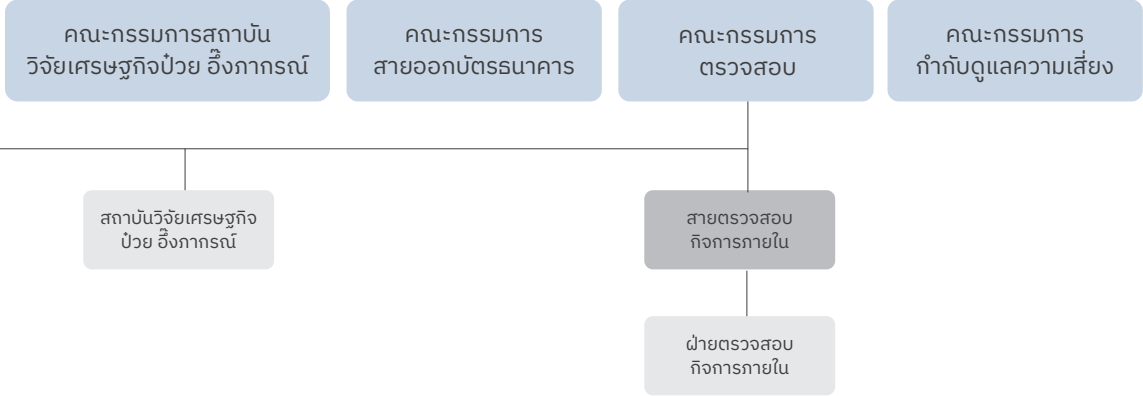 คณะกรรมการสถาบัน
วิจัยเศรษฐกิจป๋วย อึ๊งภากรณ์
คณะกรรมการ
สายออกบัตรธนาคาร
คณะกรรมการ
ตรวจสอบ
คณะกรรมการ
กำกับดูแลความเสี่ยง
สถาบันวิจัยเศรษฐกิจ
ป๋วย อึ๊งภากรณ์
สายตรวจสอบ
กิจการภายใน
ฝ่ายตรวจสอบ
กิจการภายใน